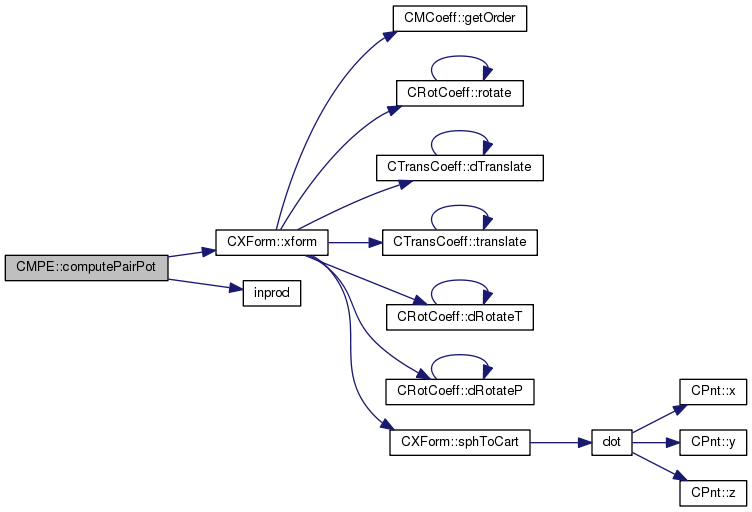 CMCoeff::getOrder
CRotCoeff::rotate
CTransCoeff::dTranslate
CXForm::xform
CTransCoeff::translate
CMPE::computePairPot
inprod
CRotCoeff::dRotateT
CRotCoeff::dRotateP
CPnt::x
CXForm::sphToCart
dot
CPnt::y
CPnt::z